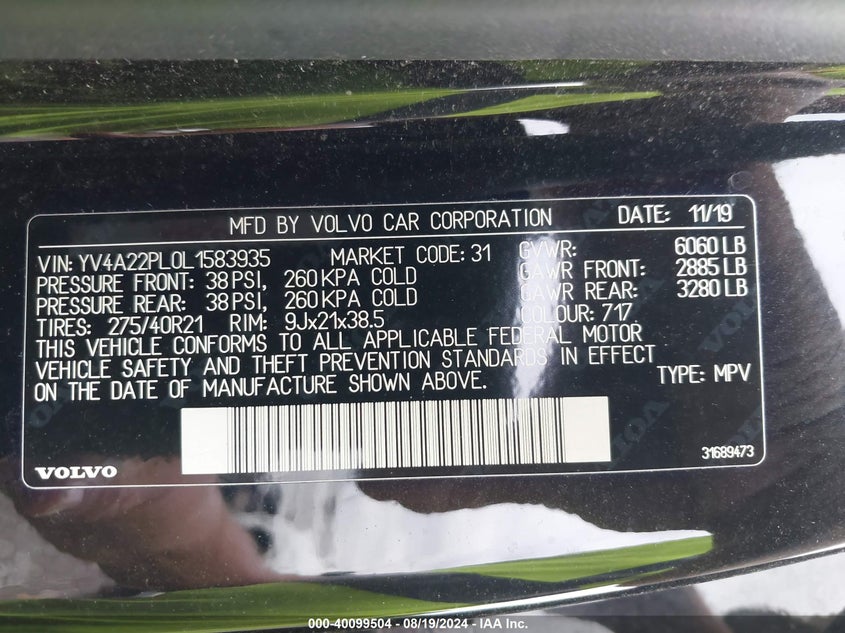 MFD BY VOLVO CAR CORPORATION DATE: 11/19
VIN: YV4A22PL0L1583935 MARKET CODE: 31 GVWR: 6060 LB
PRESSURE FRONT: 38 PSI, 260 KPA COLD GAWR FRONT: 2885 LB
PRESSURE REAR: 38 PSI, 260 KPA COLD GAWR REAR: 3280 LB
TIRES: 275/40R21 RIM: 9Jx21x38.5 COLOUR: 717
THIS VEHICLE CONFORMS TO ALL APPLICABLE FEDERAL MOTOR
VEHICLE SAFETY AND THEFT PREVENTION STANDARDS IN EFFECT
ON THE DATE OF MANUFACTURE SHOWN ABOVE. TYPE: MPV
VOLVO 31689473
000-40099504 - 08/19/2024 - IAA Inc.